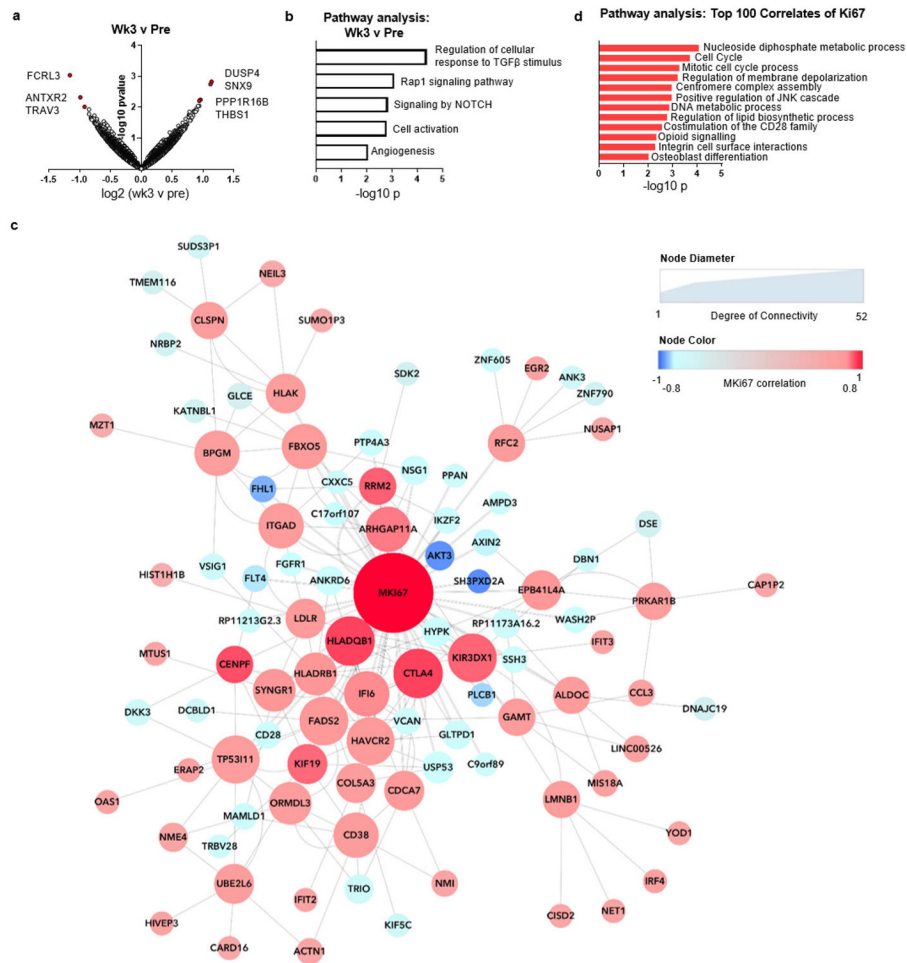 a
Wk3 v Pre
-log10 pvalue
4
3
2
1
0
FCRL3
ANTXR2
TRAV3
DUSP4
SNX9
PPP1R16B
THBS1
-1.5
-1.0
-0.5
0.0
0.5
1.0
1.5
log2 (wk3 v pre)
b
Pathway analysis:
Wk3 v Pre
Regulation of cellular
response to TGFβ stimulus
Rap1 signaling pathway
Signaling by NOTCH
Cell activation
Angiogenesis
0 1 2 3 4 5
-log10 p
d
Pathway analysis: Top 100 Correlates of Ki67
Nucleoside diphosphate metabolic process
Cell Cycle
Mitotic cell cycle process
Regulation of membrane depolarization
Centromere complex assembly
Positive regulation of JNK cascade
DNA metabolic process
Regulation of lipid biosynthetic process
Costimulation of the CD28 family
Opioid signalling
Integrin cell surface interactions
Osteoblast differentiation
0 1 2 3 4 5
-log10 p
c
Node Diameter
1
Degree of Connectivity
52
Node Color
-1
-0.8
MKi67 correlation
1
0.8
SUDS3P1
TMEM116
NEIL3
CLSPN
SUMO1P3
NRBP2
SDK2
ZNF605
EGR2
ANK3
ZNF790
HLAK
GLCE
KATNBL1
MZT1
NUSAP1
BPGM
FBXO5
PTP4A3
RFC2
NSG1
PPAN
FHL1
CXXC5
RRM2
AMPD3
C17orf107
IKZF2
ITGAD
ARHGAP11A
DSE
AXIN2
AKT3
VSIG1
FGFR1
DBN1
HIST1H1B
FLT4
ANKRD6
SH3PXD2A
CAP1P2
MKI67
EPB41L4A
PRKAR1B
RP11213G2.3
LDLR
RP11173A16.2
WASH2P
HYPK
IFIT3
HLADQB1
MTUS1
CENPF
KIR3DX1
SSH3
HLADRB1
CTLA4
SYNGR1
IFI6
PLCB1
ALDOC
CCL3
DKK3
DCBLD1
DNAJC19
FADS2
VCAN
GAMT
CD28
GLTPD1
HAVCR2
LINC00526
TP53I11
KIF19
USP53
C9orf89
ERAP2
COL5A3
MIS18A
CDCA7
OAS1
ORMDL3
LMNB1
MAMLD1
YOD1
NME4
CD38
TRBV28
UBE2L6
TRIO
NMI
IRF4
IFIT2
HIVEP3
NET1
CISD2
KIF5C
CARD16
ACTN1